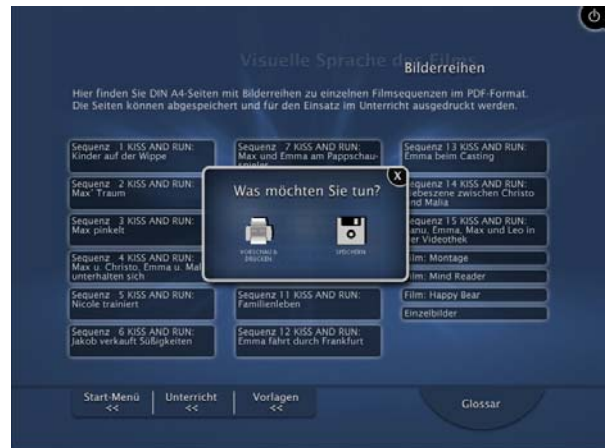 Visuelle Sprache des Films
Bilderreihen
Hier finden Sie DIN A4-Seiten mit Bilderreihen zu einzelnen Filmsequenzen im PDF-Format.
Die Seiten können abgespeichert und für den Einsatz im Unterricht ausgedruckt werden.
Sequenz 1 KISS AND RUN:
Kinder auf der Wippe
Sequenz 2 KISS AND RUN:
Max' Traum
Sequenz 3 KISS AND RUN:
Max pinkelt
Sequenz 4 KISS AND RUN:
Max u. Christo, Emma u. Mal
unterhalten sich
Sequenz 5 KISS AND RUN:
Nicole trainiert
Sequenz 6 KISS AND RUN:
Jakob verkauft Süßigkeiten
Sequenz 7 KISS AND RUN:
Max und Emma am Pappschau-
spieler
Sequenz 11 KISS AND RUN:
Familienleben
Sequenz 12 KISS AND RUN:
Emma fährt durch Frankfurt
Sequenz 13 KISS AND RUN:
Emma beim Casting
equenz 14 KISS AND RUN:
iebeszene zwischen Christo
nd Malia
equenz 15 KISS AND RUN:
anu, Emma, Max und Leo in
er Videothek
ilm: Montage
ilm: Mind Reader
Film: Happy Bear
Einzelbilder
X
Was möchten Sie tun?
VORSCHAU &
DRUCKEN
SPEICHERN
Start-Menü
<<
Unterricht
<<
Vorlagen
<<
Glossar